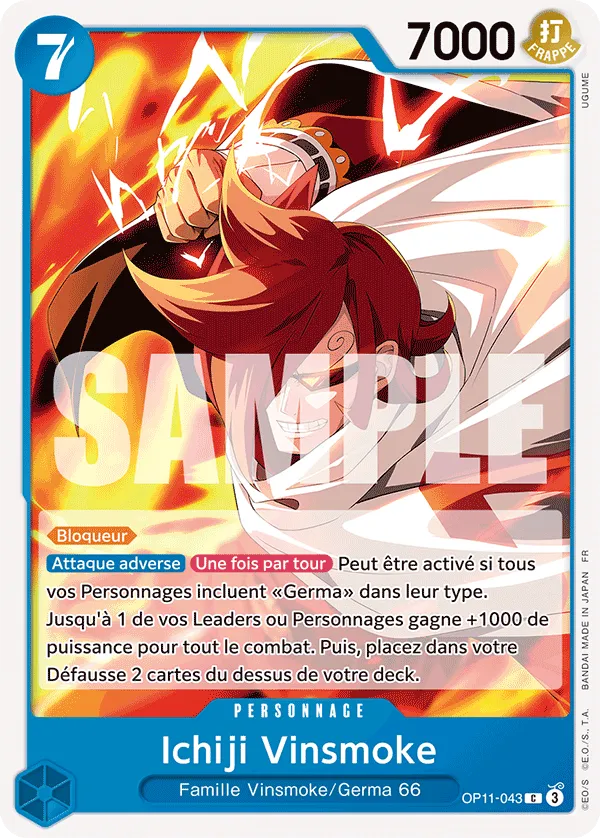 7
7000
打
FRAPPE
UGUME
SAMPLE
Bloqueur
Attaque adverse Une fois par tour Peut être activé si tous
vos Personnages incluent «Germa» dans leur type.
Jusqu'à 1 de vos Leaders ou Personnages gagne +1000 de
puissance pour tout le combat. Puis, placez dans votre
Défausse 2 cartes du dessus de votre deck.
PERSONNAGE
Ichiji Vinsmoke
Famille Vinsmoke/Germa 66
OP11-043 C 3
©EO/S ©E.O./S., T.A. BANDAI MADE IN JAPAN FR